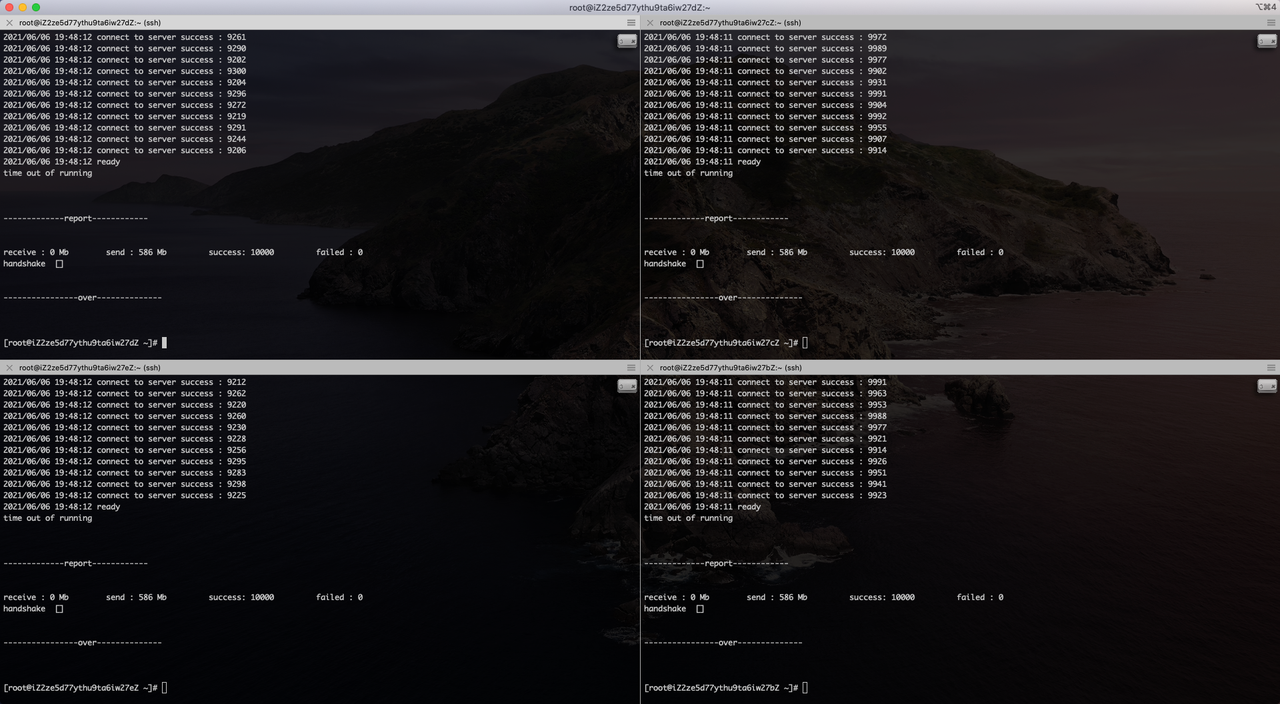 root@iZ2ze5d77ythu9ta6iw27dZ:~
⌥⌘4
root@iZ2ze5d77ythu9ta6iw27dZ:~ (ssh)
2021/06/06 19:48:12 connect to server success : 9261
2021/06/06 19:48:12 connect to server success : 9290
2021/06/06 19:48:12 connect to server success : 9202
2021/06/06 19:48:12 connect to server success : 9300
2021/06/06 19:48:12 connect to server success : 9204
2021/06/06 19:48:12 connect to server success : 9296
2021/06/06 19:48:12 connect to server success : 9272
2021/06/06 19:48:12 connect to server success : 9219
2021/06/06 19:48:12 connect to server success : 9291
2021/06/06 19:48:12 connect to server success : 9244
2021/06/06 19:48:12 connect to server success : 9206
2021/06/06 19:48:12 ready
time out of running
-------------report------------
receive : 0 Mb send : 586 Mb success: 10000 failed : 0
handshake []
----------------over--------------
[root@iZ2ze5d77ythu9ta6iw27dZ ~]#
root@iZ2ze5d77ythu9ta6iw27cZ:~ (ssh)
2021/06/06 19:48:11 connect to server success : 9972
2021/06/06 19:48:11 connect to server success : 9989
2021/06/06 19:48:11 connect to server success : 9977
2021/06/06 19:48:11 connect to server success : 9902
2021/06/06 19:48:11 connect to server success : 9931
2021/06/06 19:48:11 connect to server success : 9991
2021/06/06 19:48:11 connect to server success : 9904
2021/06/06 19:48:11 connect to server success : 9992
2021/06/06 19:48:11 connect to server success : 9955
2021/06/06 19:48:11 connect to server success : 9907
2021/06/06 19:48:11 connect to server success : 9914
2021/06/06 19:48:11 ready
time out of running
-------------report------------
receive : 0 Mb send : 586 Mb success: 10000 failed : 0
handshake []
----------------over--------------
[root@iZ2ze5d77ythu9ta6iw27cZ ~]#
root@iZ2ze5d77ythu9ta6iw27eZ:~ (ssh)
2021/06/06 19:48:12 connect to server success : 9212
2021/06/06 19:48:12 connect to server success : 9262
2021/06/06 19:48:12 connect to server success : 9220
2021/06/06 19:48:12 connect to server success : 9260
2021/06/06 19:48:12 connect to server success : 9230
2021/06/06 19:48:12 connect to server success : 9228
2021/06/06 19:48:12 connect to server success : 9256
2021/06/06 19:48:12 connect to server success : 9295
2021/06/06 19:48:12 connect to server success : 9283
2021/06/06 19:48:12 connect to server success : 9298
2021/06/06 19:48:12 connect to server success : 9225
2021/06/06 19:48:12 ready
time out of running
-------------report------------
receive : 0 Mb send : 586 Mb success: 10000 failed : 0
handshake []
----------------over--------------
[root@iZ2ze5d77ythu9ta6iw27eZ ~]#
root@iZ2ze5d77ythu9ta6iw27bZ:~ (ssh)
2021/06/06 19:48:11 connect to server success : 9991
2021/06/06 19:48:11 connect to server success : 9963
2021/06/06 19:48:11 connect to server success : 9953
2021/06/06 19:48:11 connect to server success : 9988
2021/06/06 19:48:11 connect to server success : 9977
2021/06/06 19:48:11 connect to server success : 9921
2021/06/06 19:48:11 connect to server success : 9914
2021/06/06 19:48:11 connect to server success : 9926
2021/06/06 19:48:11 connect to server success : 9951
2021/06/06 19:48:11 connect to server success : 9941
2021/06/06 19:48:11 connect to server success : 9923
2021/06/06 19:48:11 ready
time out of running
-------------report------------
receive : 0 Mb send : 586 Mb success: 10000 failed : 0
handshake []
----------------over--------------
[root@iZ2ze5d77ythu9ta6iw27bZ ~]#